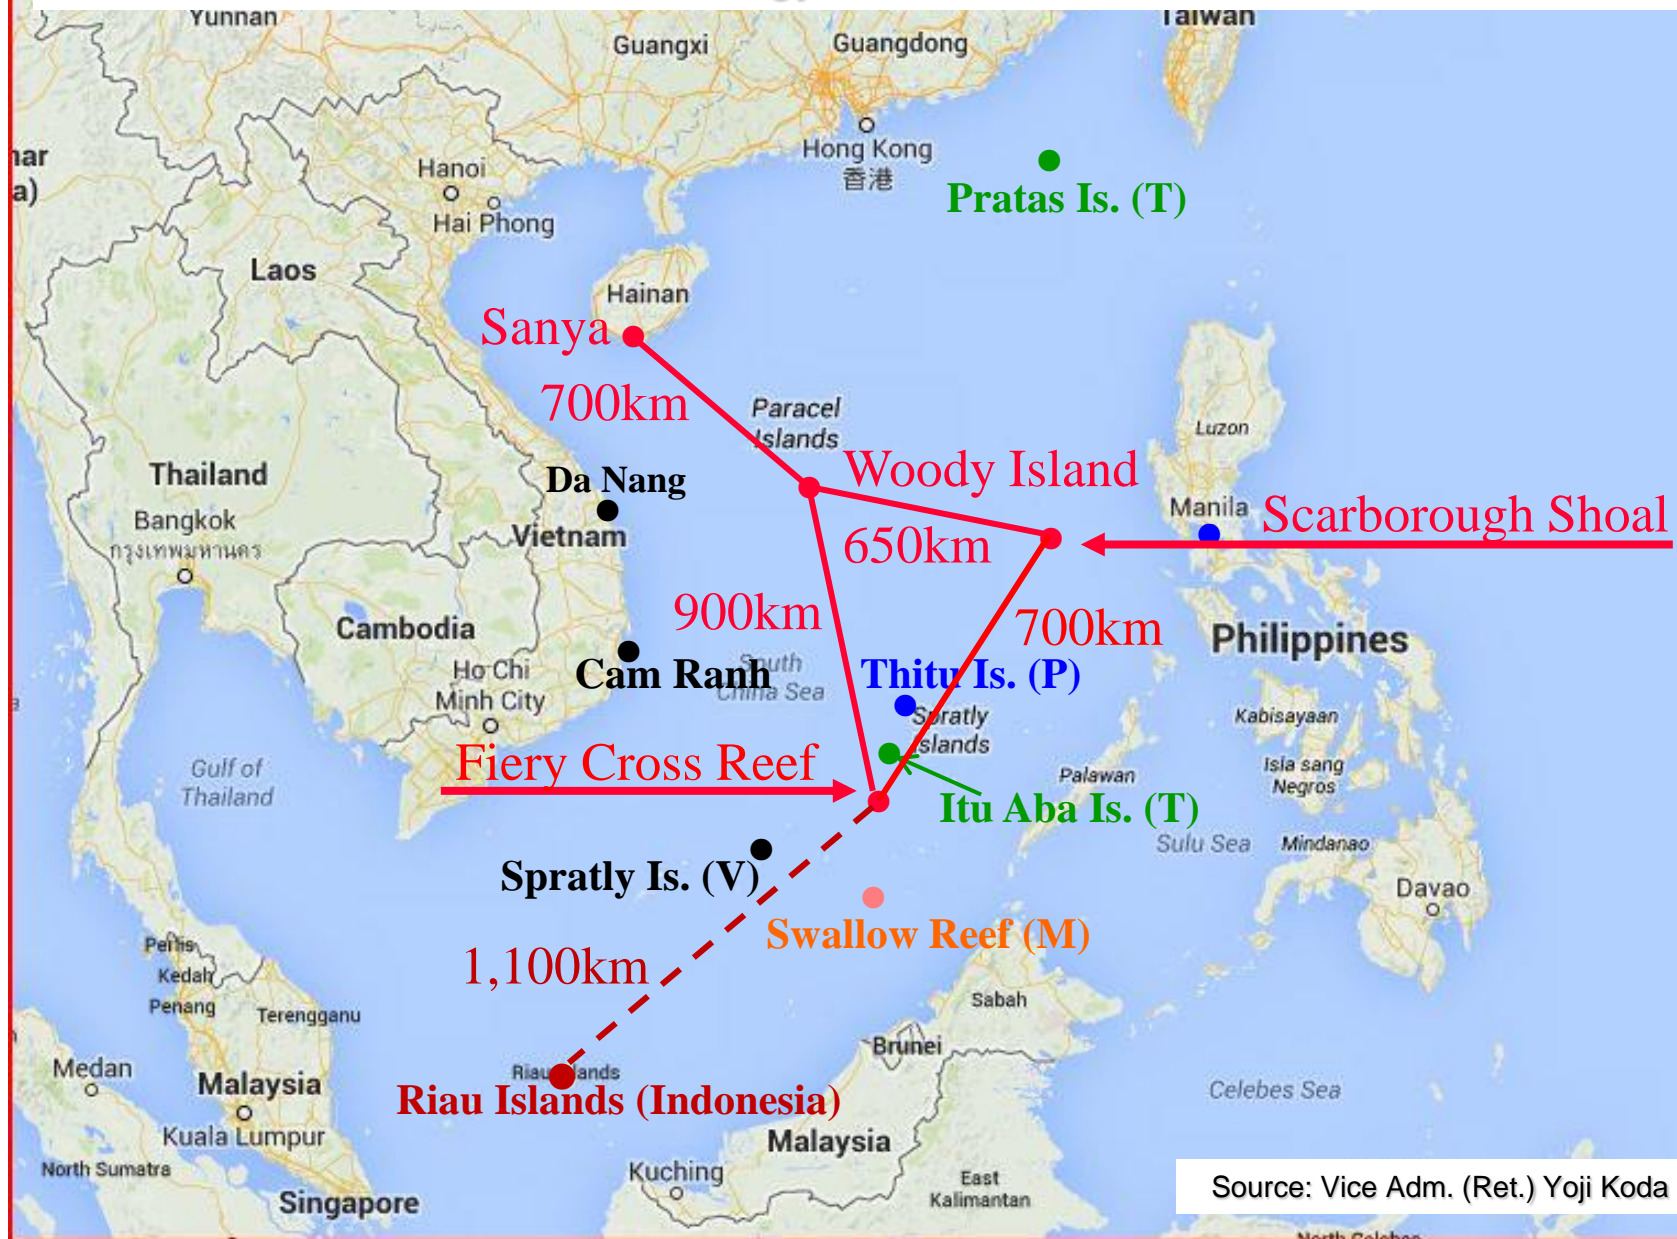 Yunnan
Guangxi
Guangdong
Taiwan
Hanoi
Hai Phong
Hong Kong
香港
Pratas Is. (T)
Laos
Hainan
Sanya
700km
Paracel
Islands
Luzon
Woody Island
Thailand
Da Nang
Manila
Scarborough Shoal
Bangkok
กรุงเทพมหานคร
Vietnam
650km
900km
700km
Cambodia
Philippines
Ho Chi
Minh City
Cam Ranh
South
China Sea
Thitu Is. (P)
Spratly
Islands
Kabisayaan
Fiery Cross Reef
Gulf of
Thailand
Palawan
Isla sang
Negros
Itu Aba Is. (T)
Sulu Sea
Mindanao
Spratly Is. (V)
Davao
Swallow Reef (M)
Perlis
Kedah
Penang
Terengganu
1,100km
Sabah
Brunei
Medan
Malaysia
Riau Islands
Riau Islands (Indonesia)
Celebes Sea
Kuala Lumpur
Malaysia
North Sumatra
Kuching
East
Kalimantan
Singapore
Source: Vice Adm. (Ret.) Yoji Koda